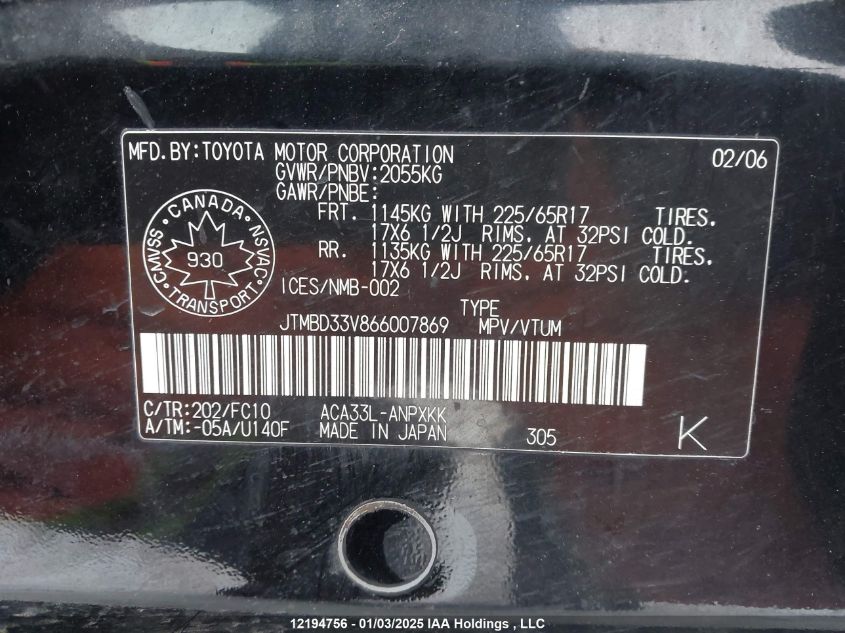 MFD.BY:TOYOTA MOTOR CORPORATION 02/06
GVWR/PNBV:2055KG
GAWR/PNBE:
FRT. 1145KG WITH 225/65R17 TIRES.
17X6 1/2J RIMS. AT 32PSI COLD.
RR. 1135KG WITH 225/65R17 TIRES.
17X6 1/2J RIMS. AT 32PSI COLD.
CANADA
CMVSS 930 NSVAC
TRANSPORT
ICES/NMB-002
TYPE
JTMBD33V866007869 MPV/VTUM
C/TR:202/FC10 ACA33L-ANPXKK
A/TM:-05A/U140F MADE IN JAPAN 305 K
12194756 - 01/03/2025 IAA Holdings , LLC